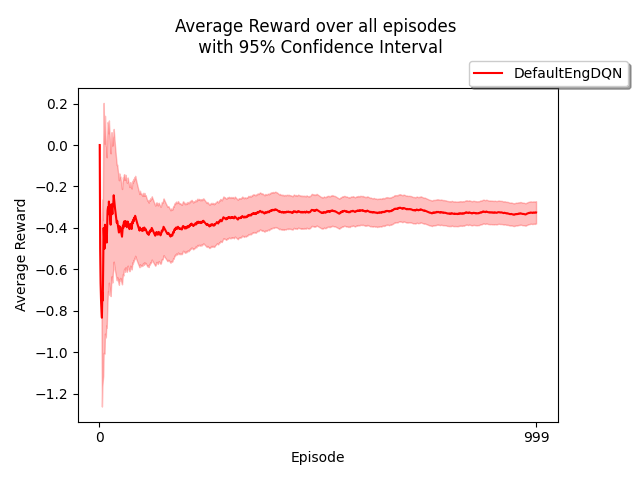 Average Reward over all episodes
with 95% Confidence Interval
DefaultEngDQN
0.2
0.0
−0.2
−0.4
−0.6
−0.8
−1.0
−1.2
Average Reward
0
999
Episode